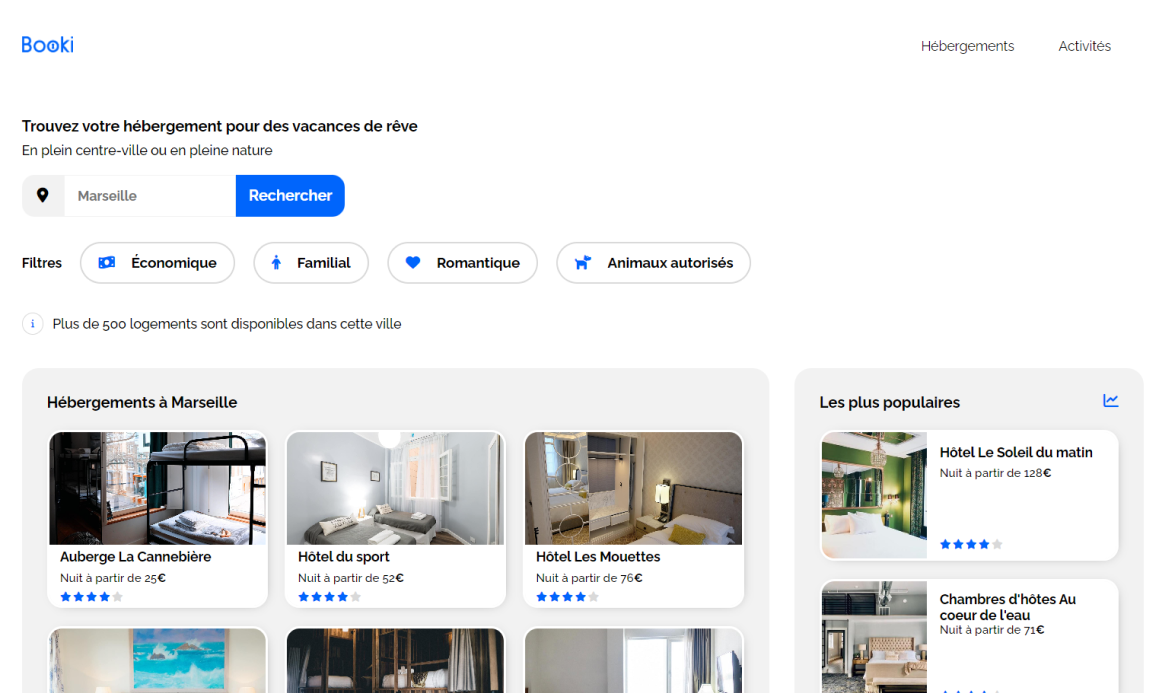 Booki
Hébergements
Activités
Trouvez votre hébergement pour des vacances de rêve
En plein centre-ville ou en pleine nature
Marseille
Rechercher
Filtres
Économique
Familial
Romantique
Animaux autorisés
i
Plus de 500 logements sont disponibles dans cette ville
Hébergements à Marseille
Auberge La Cannebière
Nuit à partir de 25€
Hôtel du sport
Nuit à partir de 52€
Hôtel Les Mouettes
Nuit à partir de 76€
Les plus populaires
Hôtel Le Soleil du matin
Nuit à partir de 128€
Chambres d'hôtes Au
coeur de l'eau
Nuit à partir de 71€